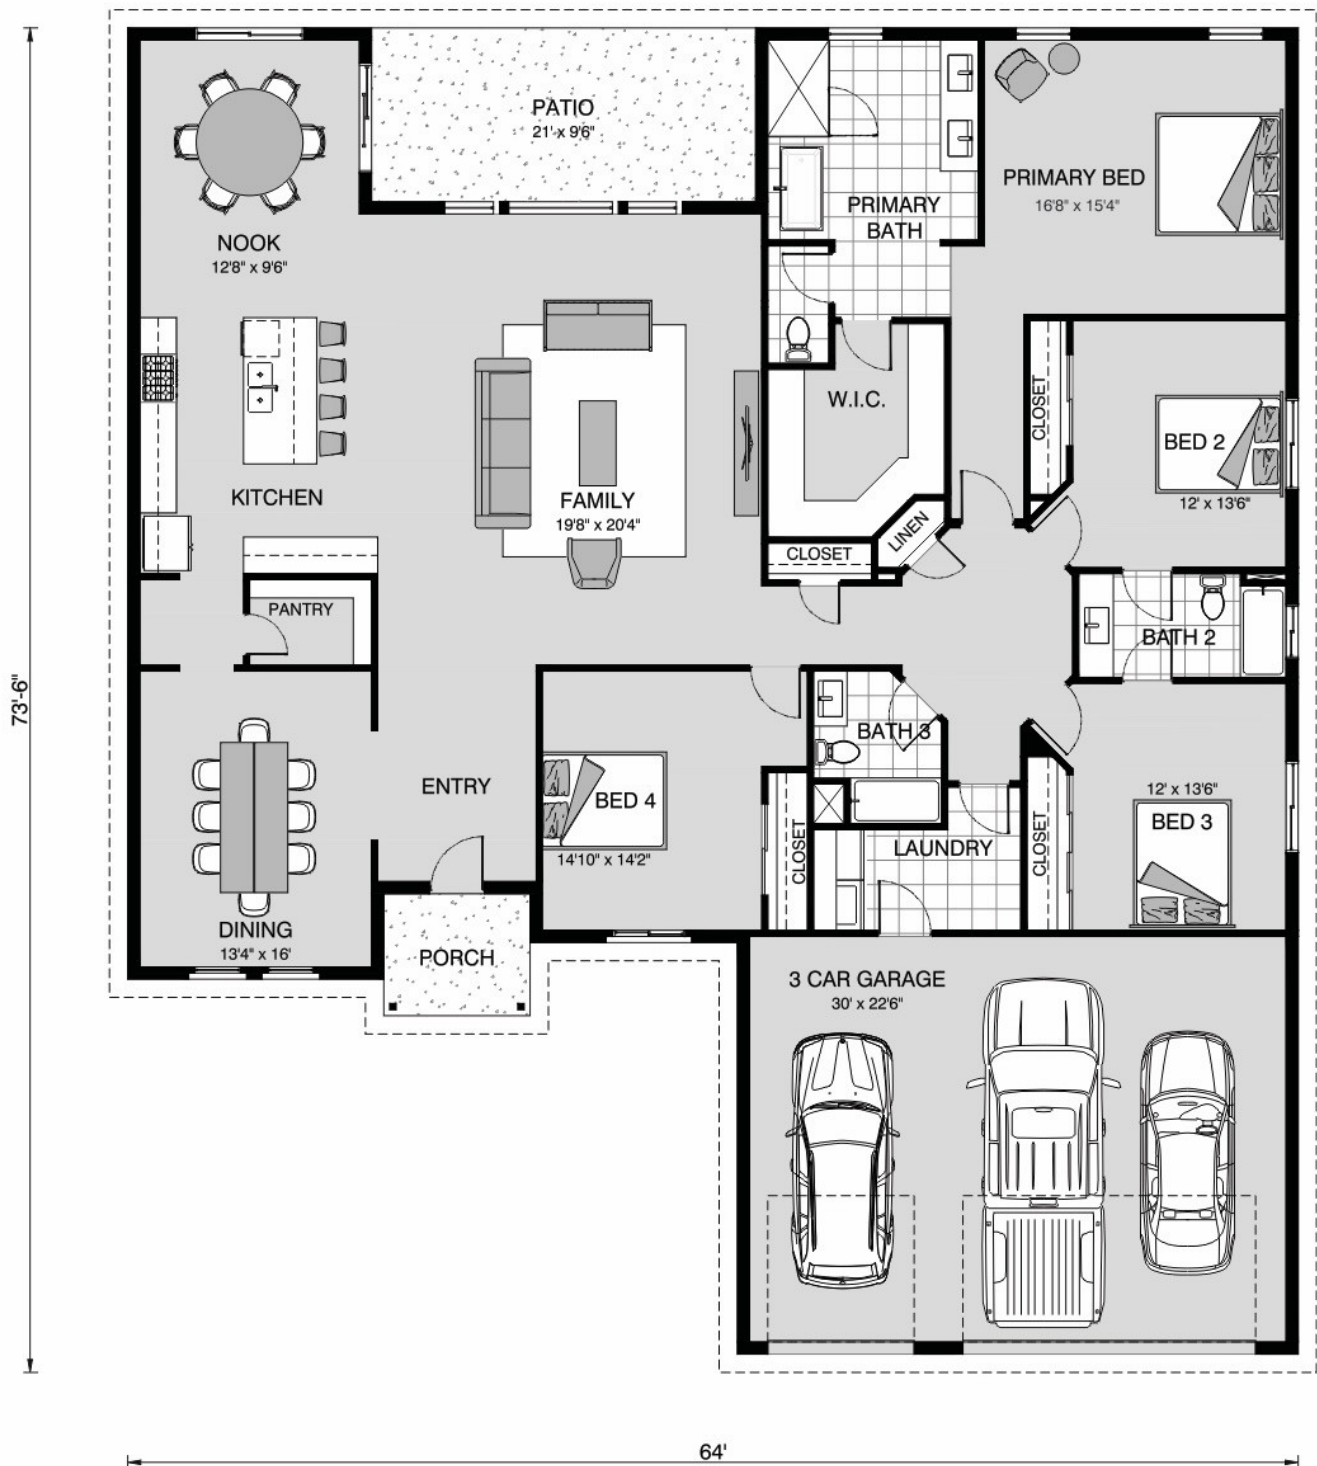 PATIO
21' x 9'6"
PRIMARY BED
16'8" x 15'4"
PRIMARY
BATH
NOOK
12'8" x 9'6"
W.I.C.
CLOSET
BED 2
12' x 13'6"
KITCHEN
FAMILY
19'8" x 20'4"
LINEN
CLOSET
PANTRY
BATH 2
73'-6"
BATH 3
ENTRY
BED 4
14'10" x 14'2"
CLOSET
LAUNDRY
CLOSET
12' x 13'6"
BED 3
DINING
13'4" x 16'
PORCH
3 CAR GARAGE
30' x 22'6"
64'